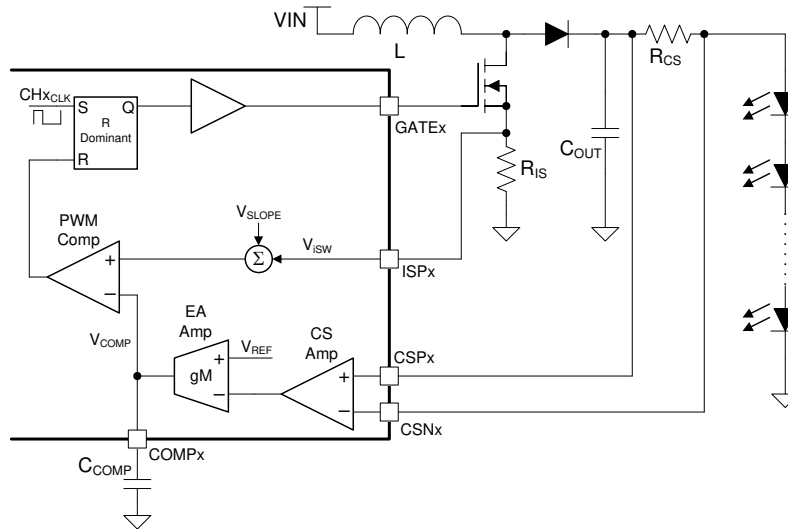 VIN
L
RCS
CHxCLK
S
Q
R
Dominant
R
GATEx
COUT
RIS
VSLOPE
PWM
Comp
+
−
Σ
ViSW
ISPx
EA
Amp
VCOMP
VREF
+
gM
−
CS
Amp
+
−
CSPx
CSNx
COMPx
CCOMP